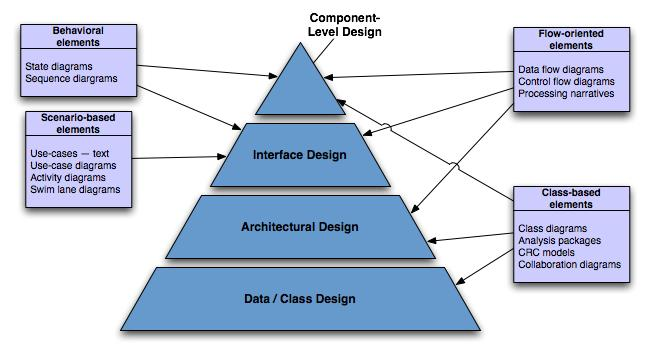 Component-
Level Design
Behavioral
elements
State diagrams
Sequence diargrams
Scenario-based
elements
Use-cases — text
Use-case diagrams
Activity diagrams
Swim lane diagrams
Flow-oriented
elements
Data flow diagrams
Control flow diagrams
Processing narratives
Class-based
elements
Class diagrams
Analysis packages
CRC models
Collaboration diagrams
Interface Design
Architectural Design
Data / Class Design